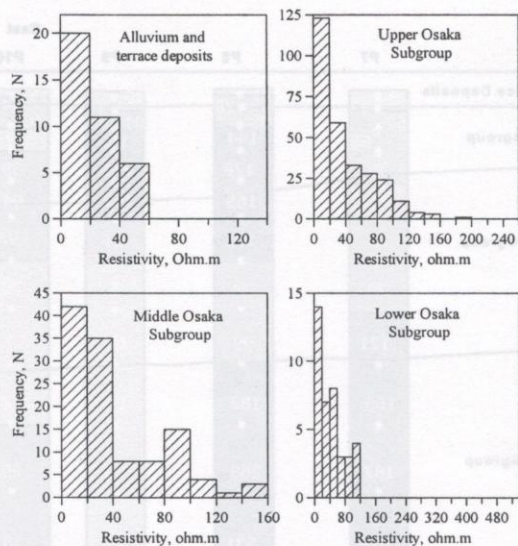 20
15
10
5
0
Frequency, N
Alluvium and
terrace deposits
0 40 80 120
Resistivity, Ohm.m
125
100
75
50
25
0
Upper Osaka
Subgroup
0 40 80 120 160 200 240
Resistivity, Ohm.m
45
40
35
30
25
20
15
10
5
0
Frequency, N
Middle Osaka
Subgroup
0 40 80 120 160
Resistivity, ohm.m
15
10
5
0
Lower Osaka
Subgroup
0 80 160 240 320 400 480
Resistivity, ohm.m